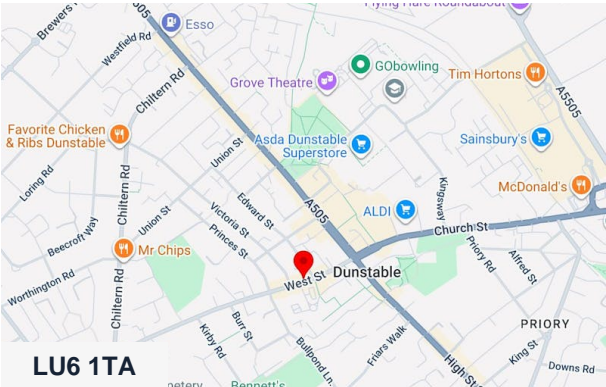 Flying Hare Roundabout
Brewers
A505
Esso
Westfield Rd
Chiltern Rd
GObowling
Grove Theatre
Tim Hortons
A5505
Favorite Chicken
& Ribs Dunstable
Asda Dunstable
Superstore
Sainsbury's
Union St
Loring Rd
Chiltern Rd
McDonald's
Kingsway
Edward St
A505
ALDI
Victoria St
Union St
Beecroft Way
Church St
Princes St
Mr Chips
Priory Rd
Alfred St
Worthington Rd
West St
Dunstable
Chiltern Rd
Kirby Rd
Burr St
Bullpond Ln
Friars Walk
PRIORY
King St
High St
Downs Rd
LU6 1TA
Bennett's